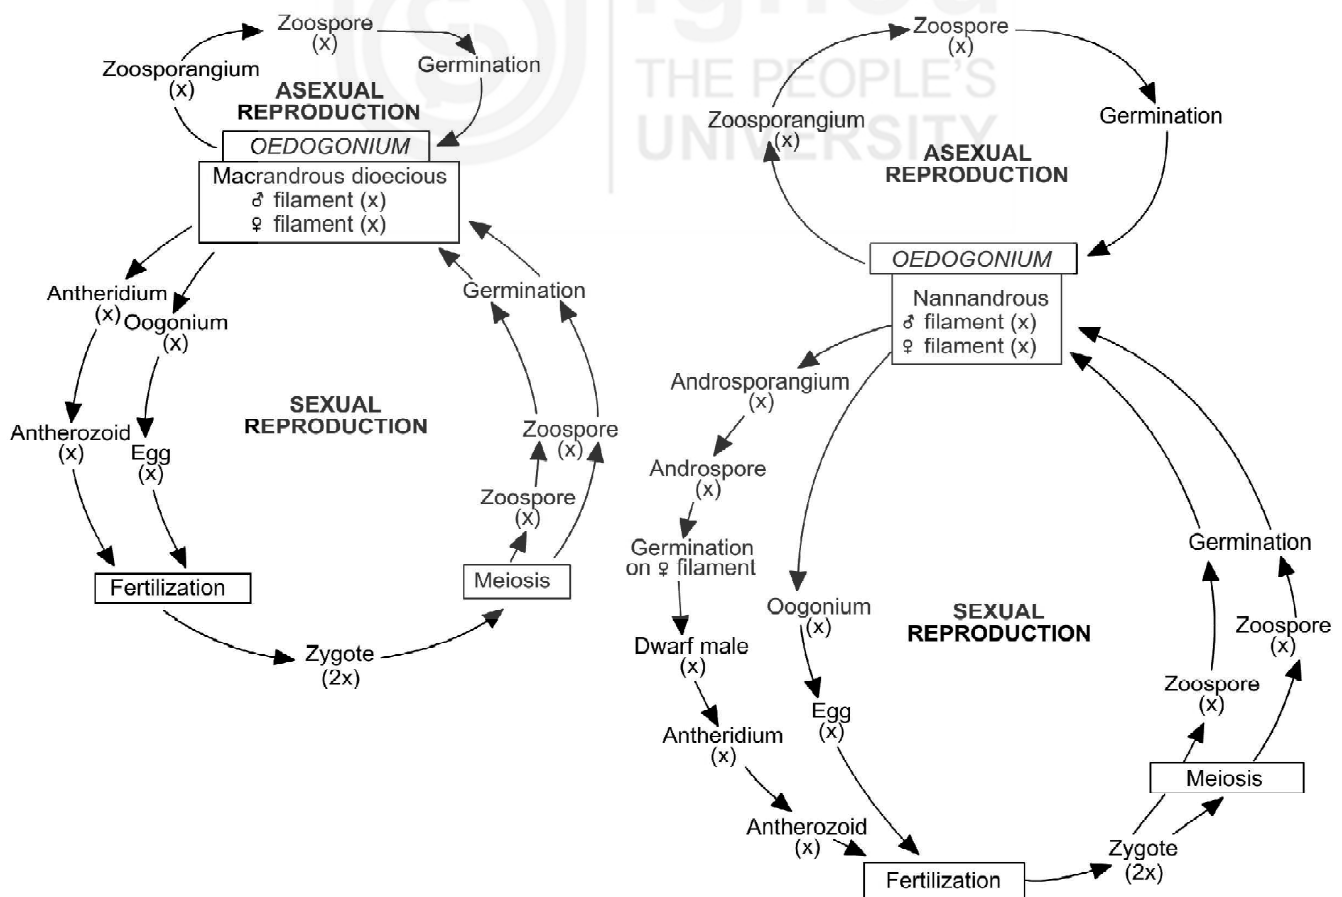 Zoospore
(x)
Zoosporangium
(x)
Germination
ASEXUAL
REPRODUCTION
OEDOGONIUM
Macrandrous dioecious
♂ filament (x)
♀ filament (x)
Antheridium
(x)
Oogonium
(x)
Germination
SEXUAL
REPRODUCTION
Antherozoid
(x)
Egg
(x)
Zoospore
(x)
Zoospore
(x)
Fertilization
Meiosis
Zygote
(2x)
ignou
THE PEOPLE'S
UNIVERSITY
Zoospore
(x)
Zoosporangium
(x)
Germination
ASEXUAL
REPRODUCTION
OEDOGONIUM
Nannandrous
♂ filament (x)
♀ filament (x)
Androsporangium
(x)
Androspore
(x)
Germination
on ♀ filament
Dwarf male
(x)
Antheridium
(x)
Antherozoid
(x)
Oogonium
(x)
Egg
(x)
SEXUAL
REPRODUCTION
Germination
Zoospore
(x)
Zoospore
(x)
Meiosis
Zygote
(2x)
Fertilization